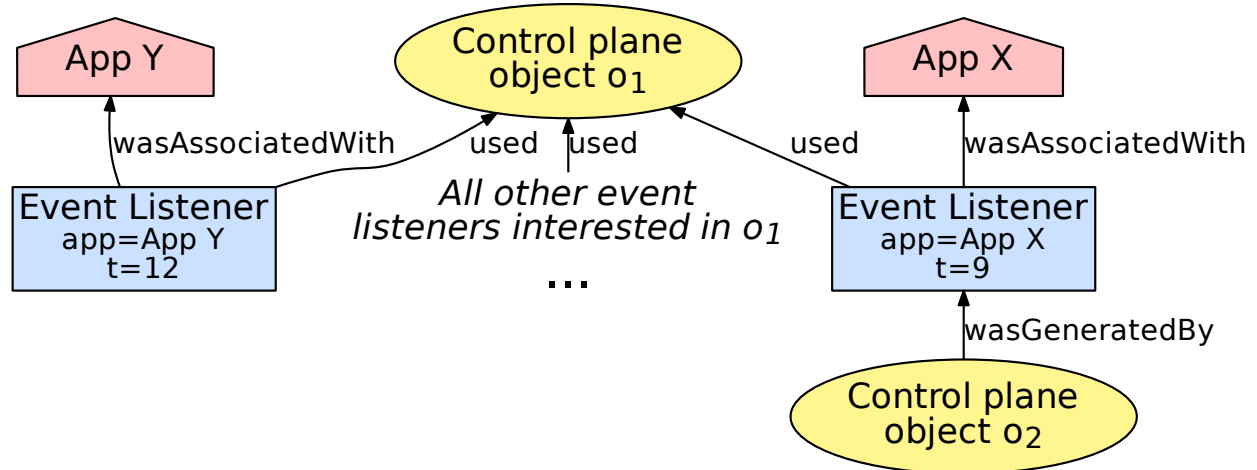 App Y
Control plane
object o1
App X
wasAssociatedWith
used
used
used
wasAssociatedWith
Event Listener
app=App Y
t=12
All other event
listeners interested in o1
...
Event Listener
app=App X
t=9
wasGeneratedBy
Control plane
object o2